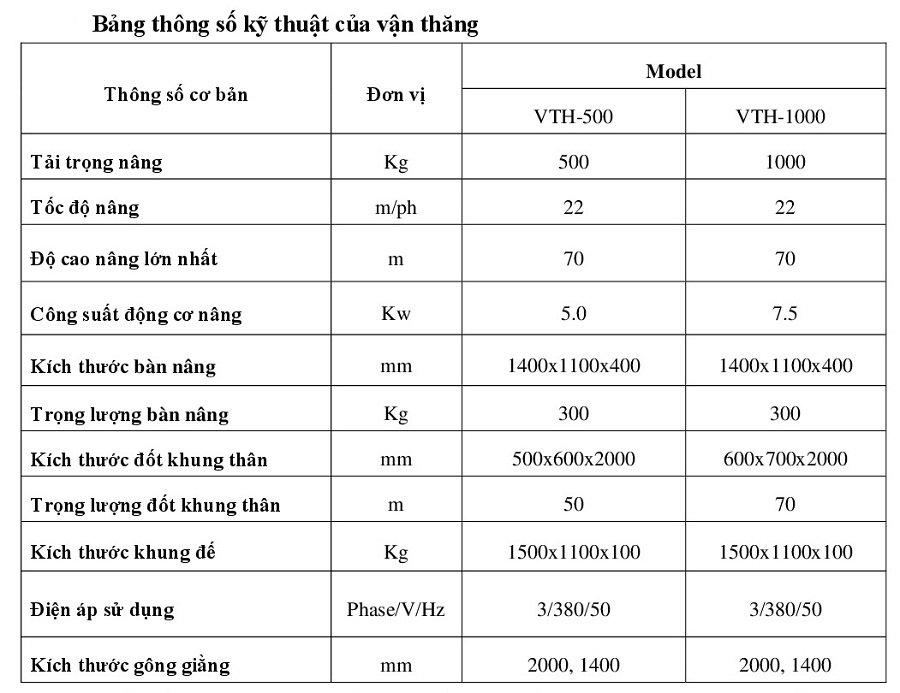 Bảng thông số kỹ thuật của vận thăng
Thông số cơ bản Đơn vị Model
VTH-500 VTH-1000
Tải trọng nâng Kg 500 1000
Tốc độ nâng m/ph 22 22
Độ cao nâng lớn nhất m 70 70
Công suất động cơ nâng Kw 5.0 7.5
Kích thước bàn nâng mm 1400x1100x400 1400x1100x400
Trọng lượng bàn nâng Kg 300 300
Kích thước đốt khung thân mm 500x600x2000 600x700x2000
Trọng lượng đốt khung thân m 50 70
Kích thước khung đế Kg 1500x1100x100 1500x1100x100
Điện áp sử dụng Phase/V/Hz 3/380/50 3/380/50
Kích thước gông giằng mm 2000, 1400 2000, 1400